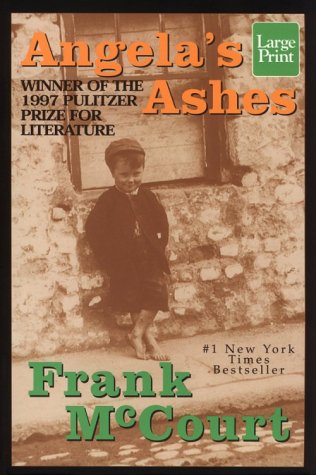 Angela's
Ashes
Large
Print
WINNER OF THE
1997 PULITZER
PRIZE FOR
LITERATURE
#1 New York
Times
Bestseller
Frank
McCourt